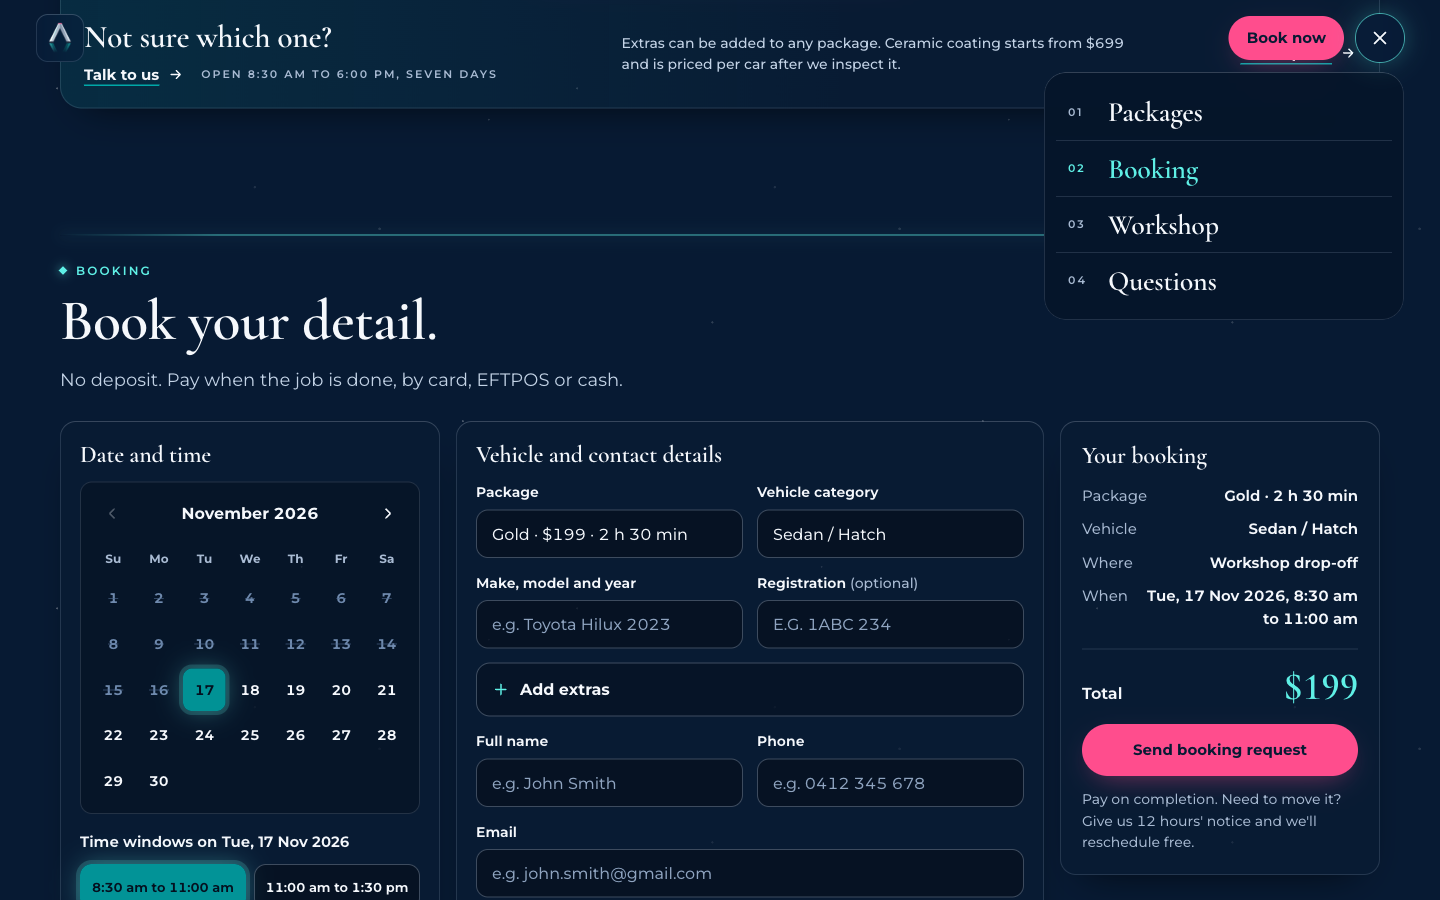 Not sure which one?
Talk to us → OPEN 8:30 AM TO 6:00 PM, SEVEN DAYS
Extras can be added to any package. Ceramic coating starts from $699
and is priced per car after we inspect it.
Book now
→
01 Packages
02 Booking
03 Workshop
04 Questions
BOOKING
Book your detail.
No deposit. Pay when the job is done, by card, EFTPOS or cash.
Date and time
November 2026
Su Mo Tu We Th Fr Sa
1 2 3 4 5 6 7
8 9 10 11 12 13 14
15 16 17 18 19 20 21
22 23 24 25 26 27 28
29 30
Time windows on Tue, 17 Nov 2026
8:30 am to 11:00 am 11:00 am to 1:30 pm
Vehicle and contact details
Package Vehicle category
Gold · $199 · 2 h 30 min Sedan / Hatch
Make, model and year Registration (optional)
e.g. Toyota Hilux 2023 E.G. 1ABC 234
+ Add extras
Full name Phone
e.g. John Smith e.g. 0412 345 678
Email
e.g. john.smith@gmail.com
Your booking
Package Gold · 2 h 30 min
Vehicle Sedan / Hatch
Where Workshop drop-off
When Tue, 17 Nov 2026, 8:30 am
to 11:00 am
Total $199
Send booking request
Pay on completion. Need to move it?
Give us 12 hours' notice and we'll
reschedule free.